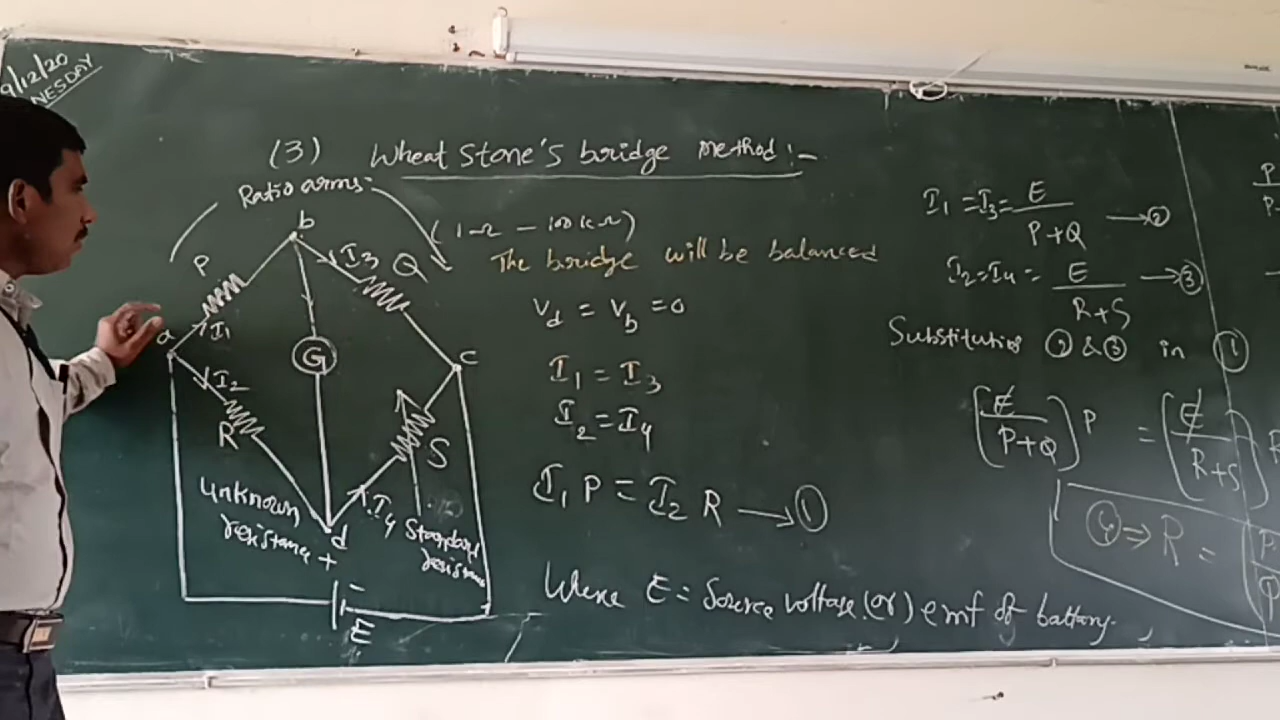 9/12/20
NESDAY
(3) Wheat Stone's bridge method:-
Ratio arms
(1Ω - 100kΩ)
b
P
I3
Q
a
I1
G
c
I2
R
S
Unknown
resistance
d
I4
Standard
+
-
E
The bridge will be balanced
Vd = Vb = 0
I1 = I3
I2 = I4
I1 P = I2 R → ①
Where E = Source voltage (or) emf of battary.
I1 = I3 = E / P+Q → ②
I2 = I4 = E / R+S → ③
Substituting ② & ③ in ①
[E / P+Q] P = [E / R+S] R
④ ⇒ R =
P